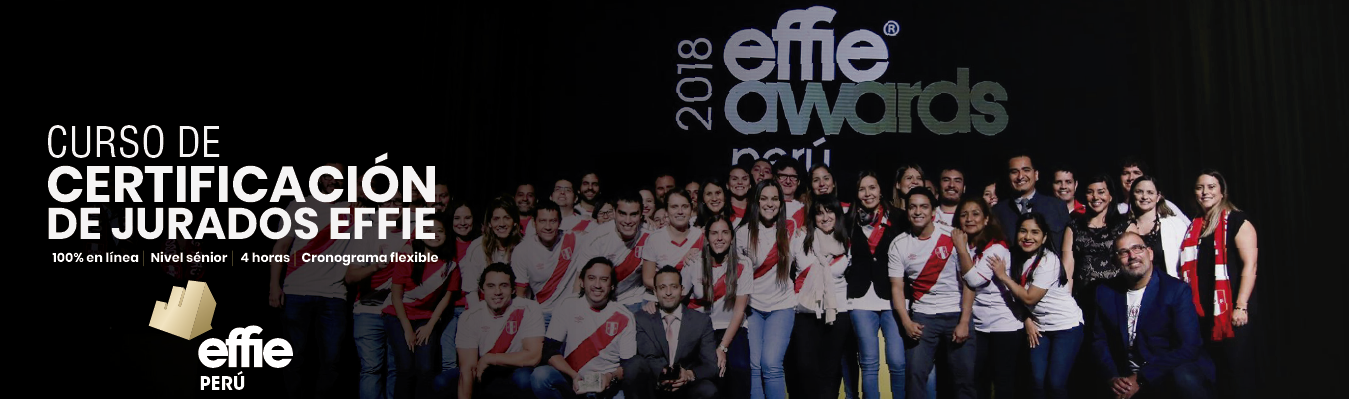 2018
effie®
awards
perú
CURSO DE
CERTIFICACIÓN
DE JURADOS EFFIE
100% en línea | Nivel sénior | 4 horas | Cronograma flexible
effie
PERÚ